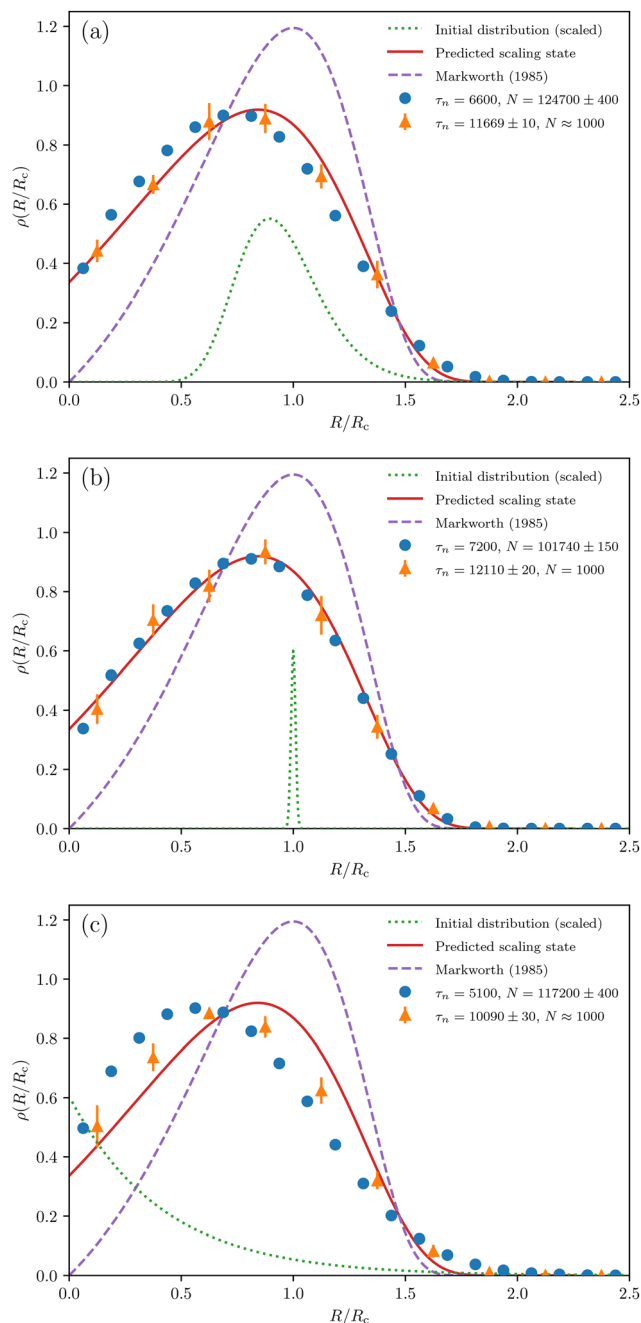 (a)
Initial distribution (scaled)
Predicted scaling state
Markworth (1985)
τₙ = 6600, N = 124700 ± 400
τₙ = 11669 ± 10, N ≈ 1000
ρ(R/R_c)
1.2
1.0
0.8
0.6
0.4
0.2
0.0
0.0 0.5 1.0 1.5 2.0 2.5
R/R_c
(b)
Initial distribution (scaled)
Predicted scaling state
Markworth (1985)
τₙ = 7200, N = 101740 ± 150
τₙ = 12110 ± 20, N = 1000
ρ(R/R_c)
1.2
1.0
0.8
0.6
0.4
0.2
0.0
0.0 0.5 1.0 1.5 2.0 2.5
R/R_c
(c)
Initial distribution (scaled)
Predicted scaling state
Markworth (1985)
τₙ = 5100, N = 117200 ± 400
τₙ = 10090 ± 30, N ≈ 1000
ρ(R/R_c)
1.2
1.0
0.8
0.6
0.4
0.2
0.0
0.0 0.5 1.0 1.5 2.0 2.5
R/R_c